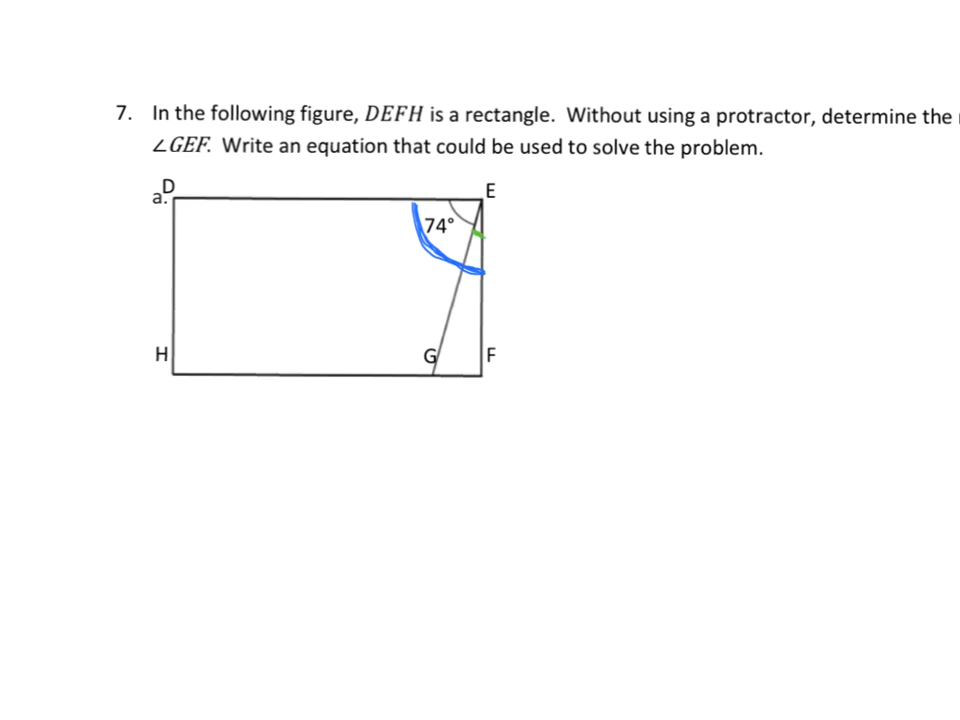 7. In the following figure, DEFH is a rectangle. Without using a protractor, determine the
∠GEF. Write an equation that could be used to solve the problem.
a.
D
E
74°
H
G
F